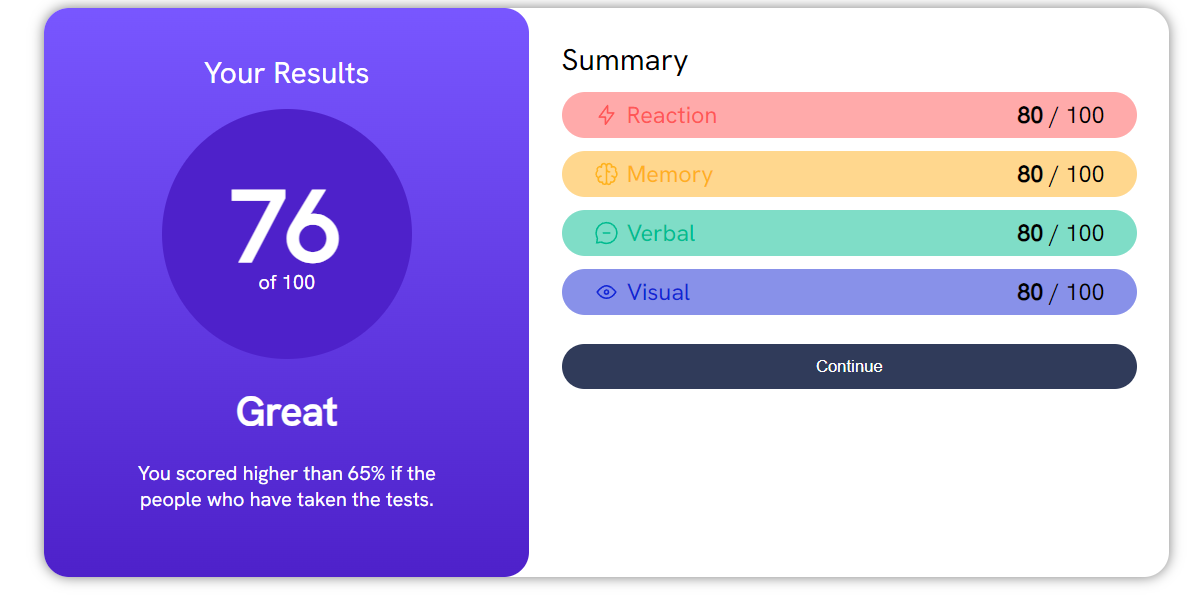 Your Results
76
of 100
Great
You scored higher than 65% if the
people who have taken the tests.
Summary
Reaction 80 / 100
Memory 80 / 100
Verbal 80 / 100
Visual 80 / 100
Continue